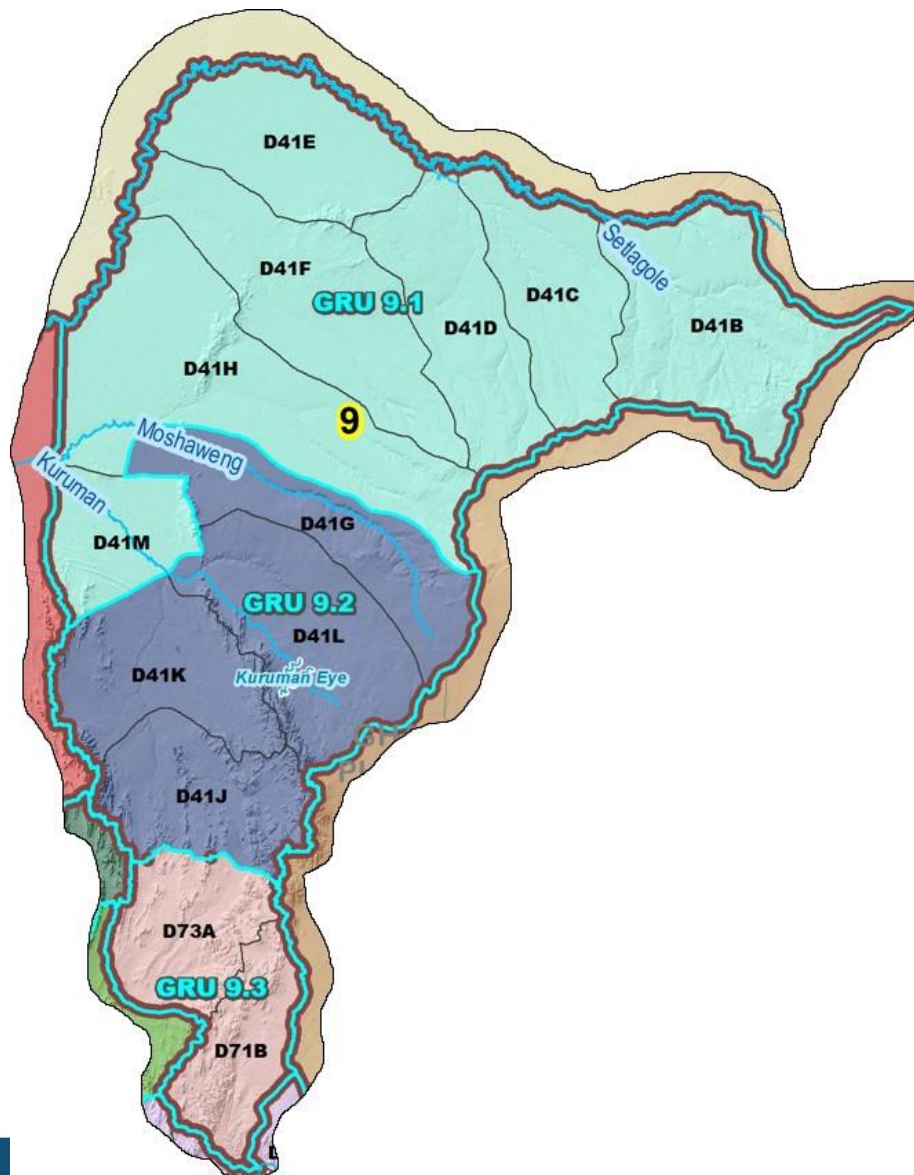 D41E
Setlagole
D41F
GRU 9.1
D41C
D41D
D41B
D41H
9
Moshaweng
Kuruman
D41G
D41M
GRU 9.2
D41L
D41K
Kuruman Eye
D41J
D73A
GRU 9.3
D71B